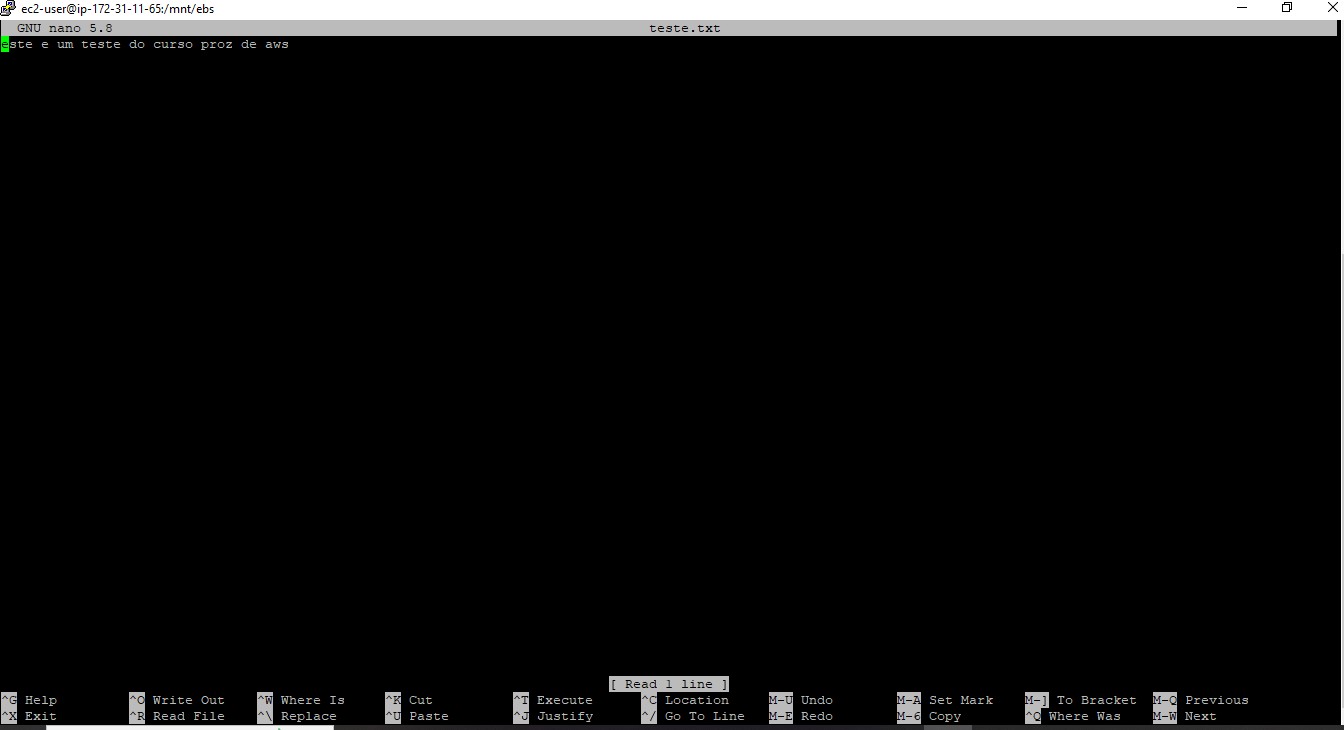 ec2-user@ip-172-31-11-65:/mnt/ebs
GNU nano 5.8 teste.txt
este e um teste do curso proz de aws
[ Read 1 line ]
^G Help ^O Write Out ^W Where Is ^K Cut ^T Execute ^C Location M-U Undo M-A Set Mark M-] To Bracket M-Q Previous
^X Exit ^R Read File ^\ Replace ^U Paste ^J Justify ^/ Go To Line M-E Redo M-6 Copy ^Q Where Was M-W Next